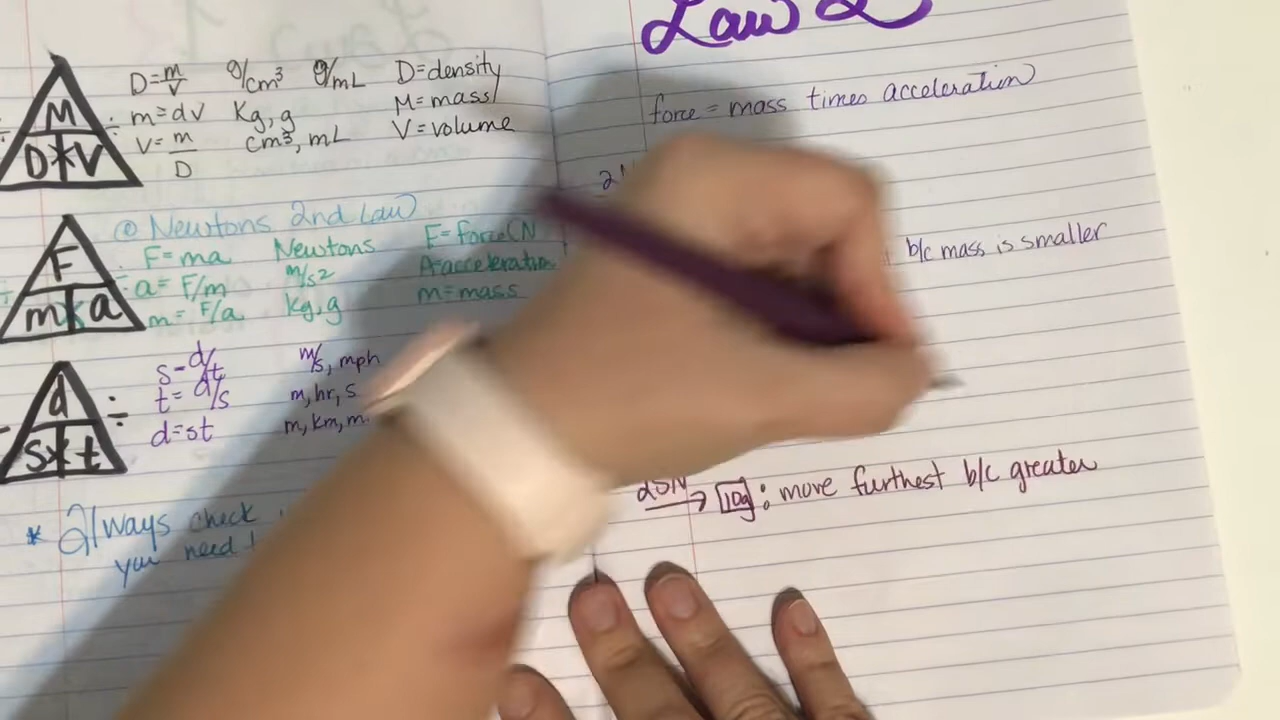 M
D*V
÷
D=m/V g/cm³ g/mL D=density
m=dv Kg, g M=mass
V=m/D cm³, mL V=volume
@ Newtons 2nd Law
F
m*a
F=ma Newtons F=force(N
a=F/m m/s² A=acceleration
m=F/a kg, g m=mass
d
s*t
÷
s=d/t m/s, mph
t=d/s m, hr, s
d=st m, km, m
* Always check
you need
Law 2
force = mass times acceleration
2N
b/c mass is smaller
25N → 10g : move furthest b/c greater